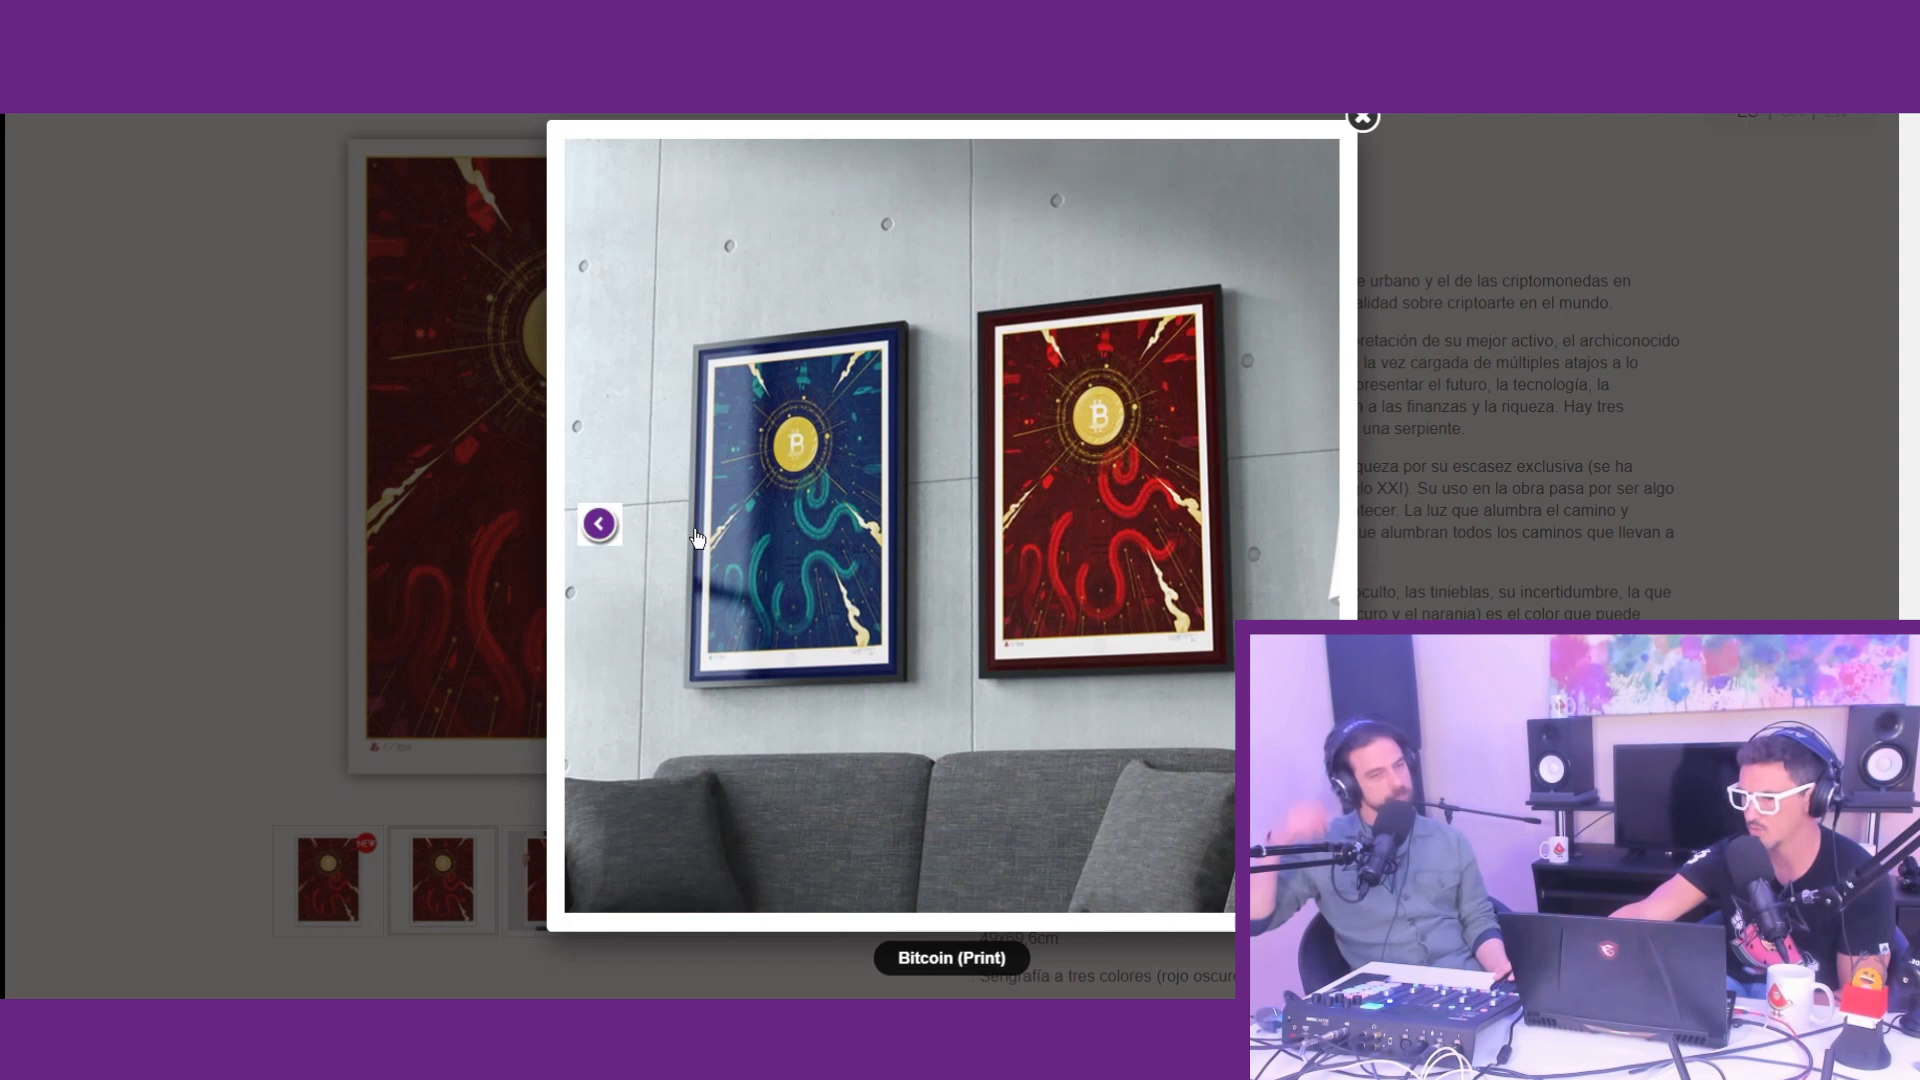 e urbano y el de las criptomonedas en
alidad sobre criptoarte en el mundo.
retación de su mejor activo, el archiconocido
la vez cargada de múltiples atajos a lo
presentar el futuro, la tecnología, la
n a las finanzas y la riqueza. Hay tres
una serpiente.
queza por su escasez exclusiva (se ha
lo XXI). Su uso en la obra pasa por ser algo
tecer. La luz que alumbra el camino y
ue alumbran todos los caminos que llevan a
oculto, las tinieblas, su incertidumbre, la que
curo y el naranja) es el color que puede
NEW
49x69,6cm
Bitcoin (Print)
. Serigrafía a tres colores (rojo oscuro